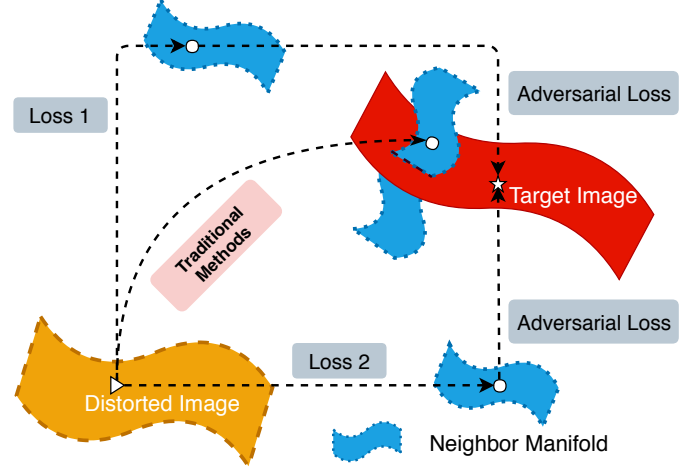 Loss 1
Adversarial Loss
Traditional
Methods
Target Image
Adversarial Loss
Loss 2
Distorted Image
Neighbor Manifold